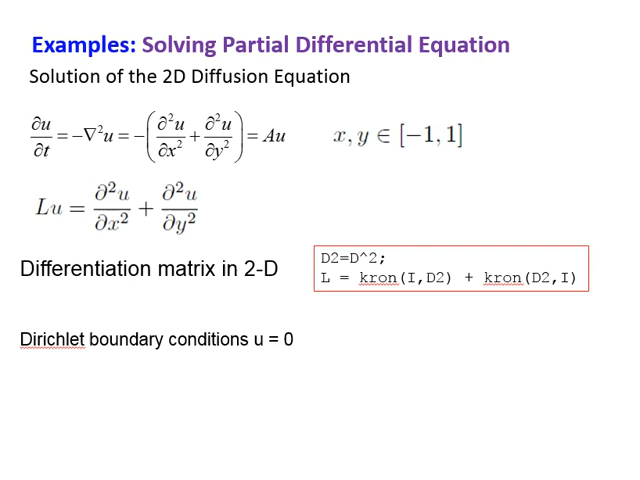 Examples: Solving Partial Differential Equation
Solution of the 2D Diffusion Equation
∂u/∂t = −∇²u = −(∂²u/∂x² + ∂²u/∂y²) = Au    x, y ∈ [−1, 1]
Lu = ∂²u/∂x² + ∂²u/∂y²
Differentiation matrix in 2-D
D2=D^2;
L = kron(I,D2) + kron(D2,I)
Dirichlet boundary conditions u = 0